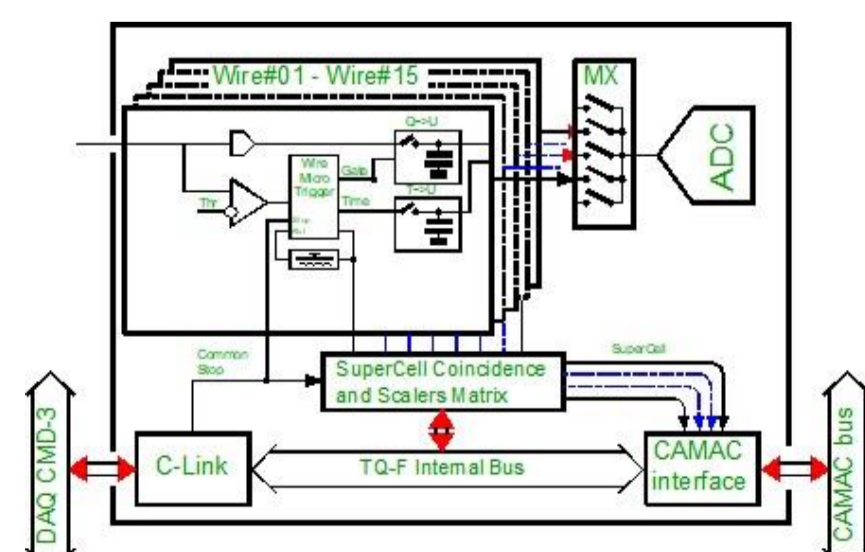 Wire#01 - Wire#15
MX
ADC
Q->U
Wire
Micro
Trigger
Gate
Time
T->U
Thr
Stop
Common
Stop
SuperCell Coincidence
and Scalers Matrix
SuperCell
DAQ CMD-3
C-Link
TQ-F Internal Bus
CAMAC
interface
CAMAC bus